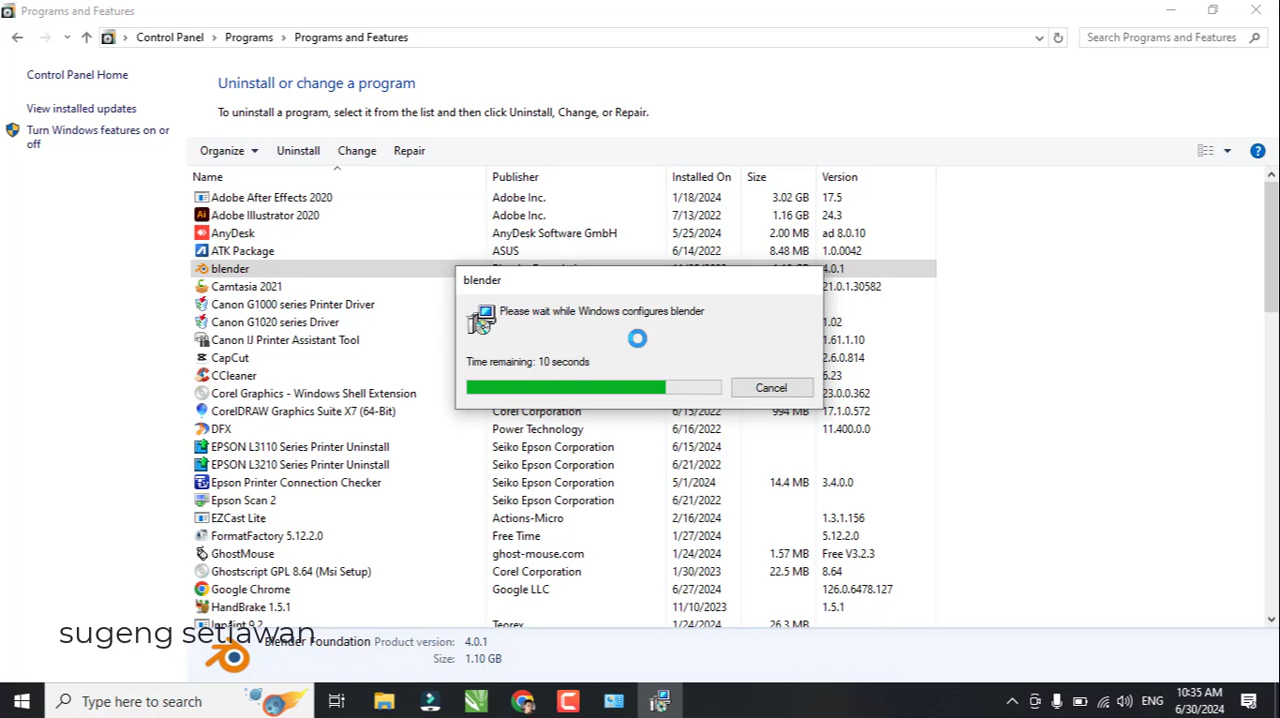 Programs and Features
Control Panel > Programs > Programs and Features
Search Programs and Features
Control Panel Home
View installed updates
Turn Windows features on or
off
Uninstall or change a program
To uninstall a program, select it from the list and then click Uninstall, Change, or Repair.
Organize Uninstall Change Repair
Name Publisher Installed On Size Version
Adobe After Effects 2020 Adobe Inc. 1/18/2024 3.02 GB 17.5
Adobe Illustrator 2020 Adobe Inc. 7/13/2022 1.16 GB 24.3
AnyDesk AnyDesk Software GmbH 5/25/2024 2.00 MB ad 8.0.10
ATK Package ASUS 6/14/2022 8.48 MB 1.0.0042
blender 4.0.1
Camtasia 2021 21.0.1.30582
Canon G1000 series Printer Driver
Canon G1020 series Driver 1.02
Canon IJ Printer Assistant Tool 1.61.1.10
CapCut 2.6.0.814
CCleaner 6.23
Corel Graphics - Windows Shell Extension 23.0.0.362
CorelDRAW Graphics Suite X7 (64-Bit) Corel Corporation 6/15/2022 994 MB 17.1.0.572
DFX Power Technology 6/16/2022 11.400.0.0
EPSON L3110 Series Printer Uninstall Seiko Epson Corporation 6/15/2024
EPSON L3210 Series Printer Uninstall Seiko Epson Corporation 6/21/2022
Epson Printer Connection Checker Seiko Epson Corporation 5/1/2024 14.4 MB 3.4.0.0
Epson Scan 2 Seiko Epson Corporation 6/21/2022
EZCast Lite Actions-Micro 2/16/2024 1.3.1.156
FormatFactory 5.12.2.0 Free Time 1/27/2024 5.12.2.0
GhostMouse ghost-mouse.com 1/24/2024 1.57 MB Free V3.2.3
Ghostscript GPL 8.64 (Msi Setup) Corel Corporation 1/30/2023 22.5 MB 8.64
Google Chrome Google LLC 6/27/2024 126.0.6478.127
HandBrake 1.5.1 11/10/2023 1.5.1
Inpaint 9.2 Teorex 1/24/2024 26.3 MB
blender
Please wait while Windows configures blender
Time remaining: 10 seconds
Cancel
sugeng setiawan
Blender Foundation Product version: 4.0.1
Size: 1.10 GB
Type here to search
ENG
10:35 AM
6/30/2024